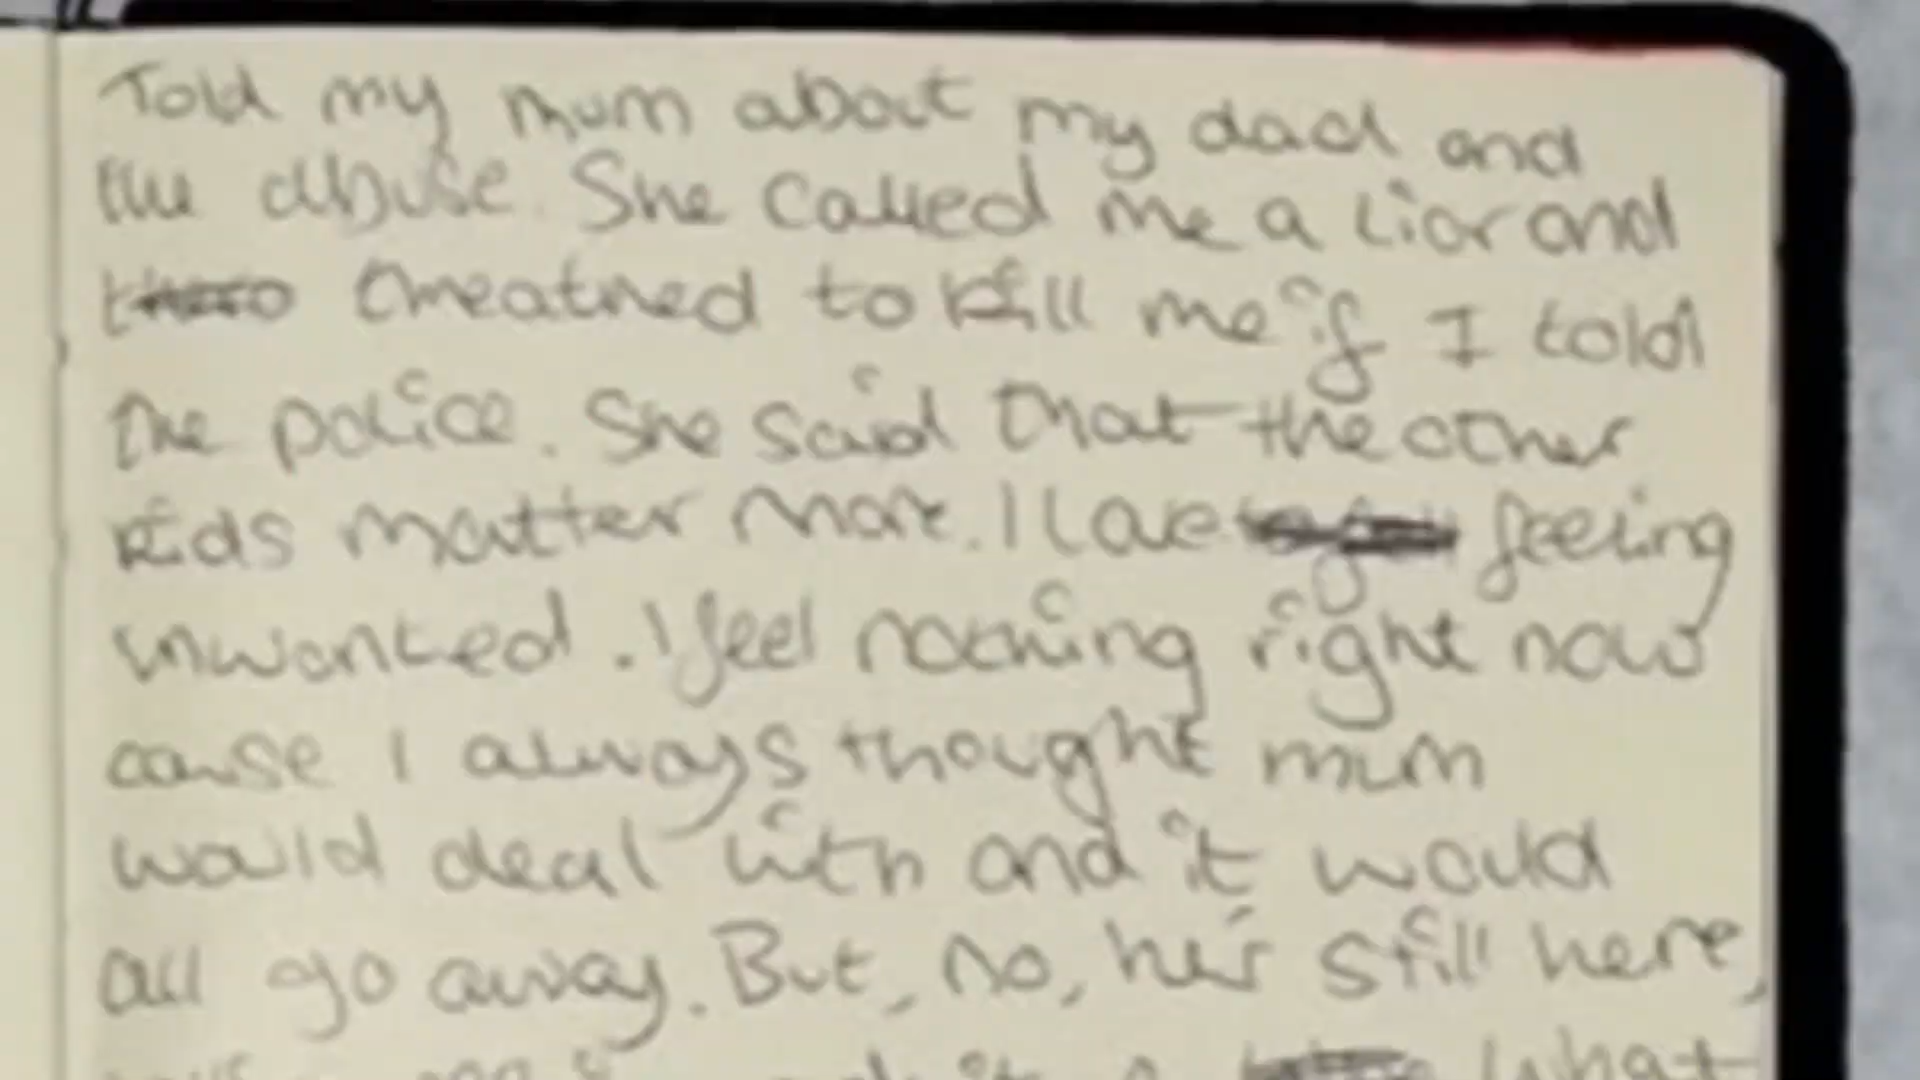 Told my mum about my dad and
the abuse. She called me a liar and
threatned to kill me if I told
the police. She said that the other
kids matter more. I love feeling
unwanted. I feel nothing right now
cause I always thought mum
would deal with and it would
all go away. But, no, he's still here,
What